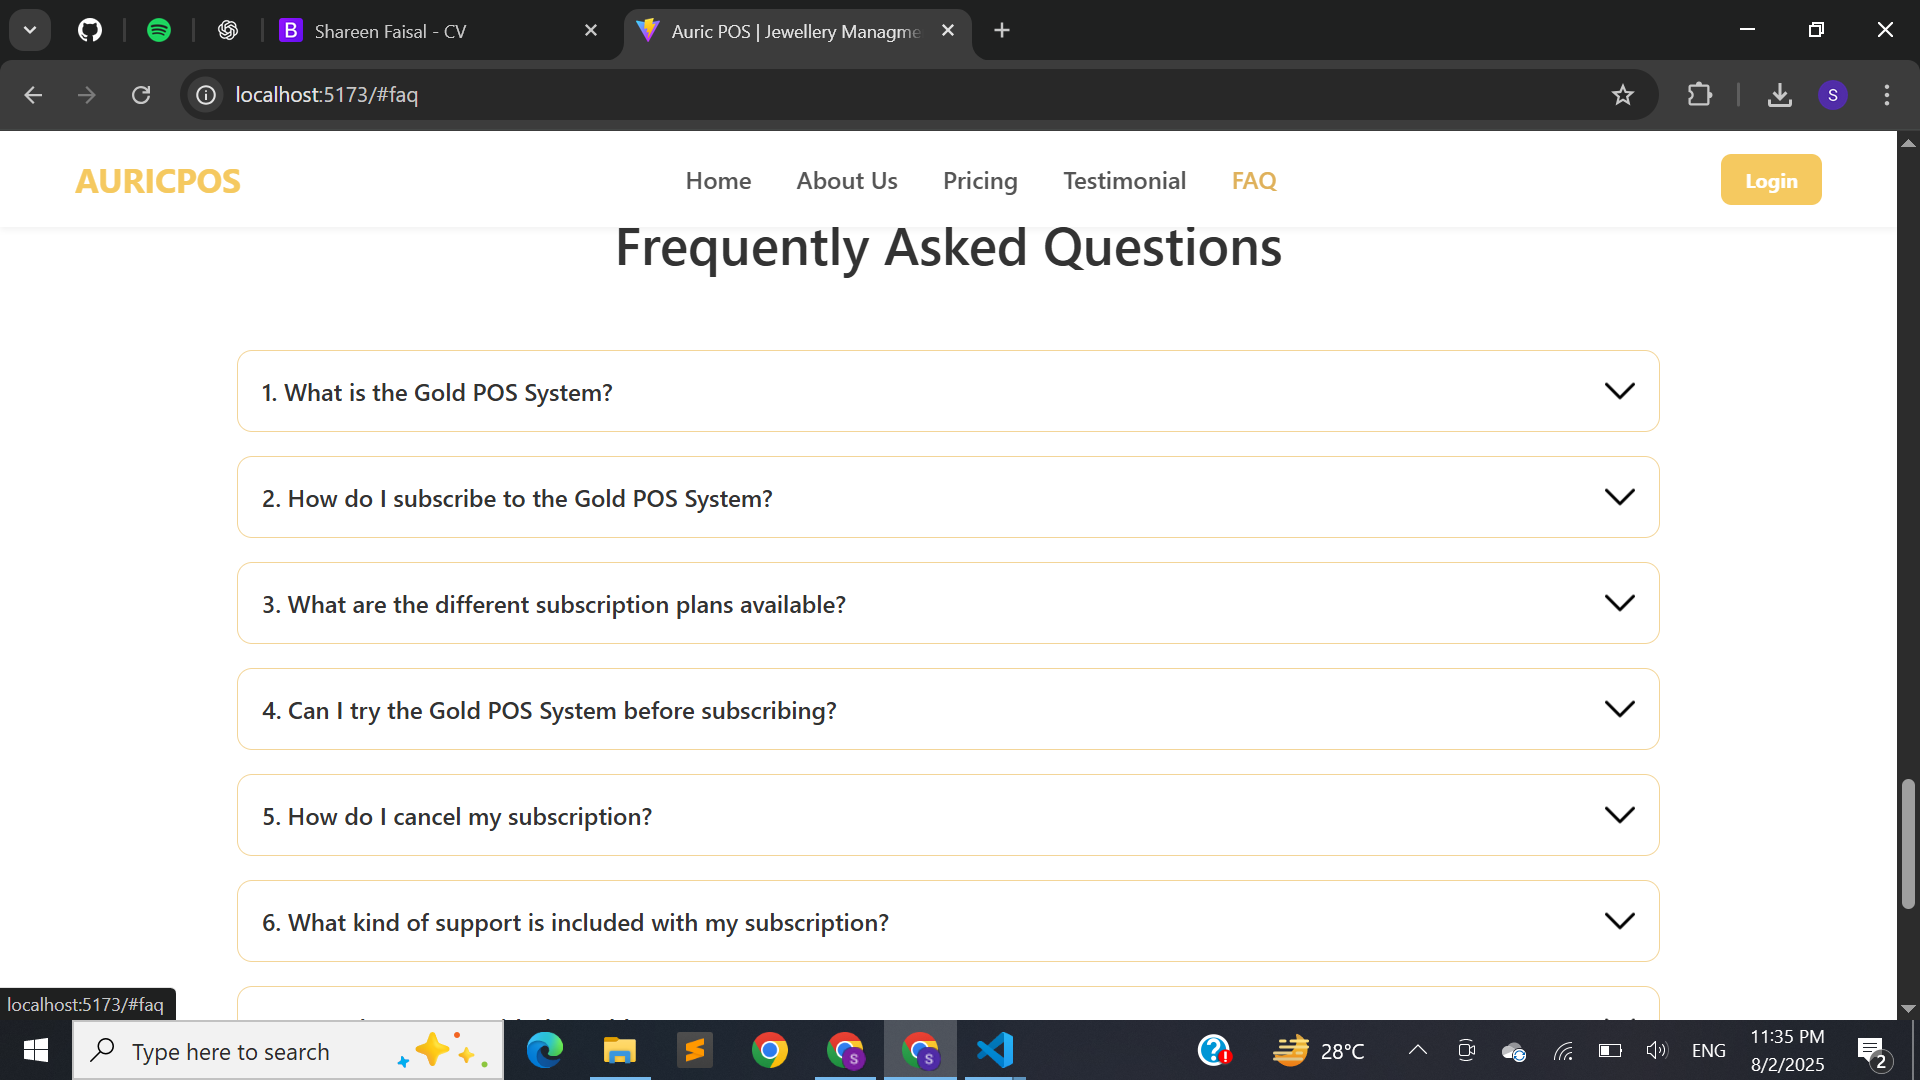 B Shareen Faisal - CV
Auric POS | Jewellery Managme
localhost:5173/#faq
S
AURICPOS
Home
About Us
Pricing
Testimonial
FAQ
Login
Frequently Asked Questions
1. What is the Gold POS System?
2. How do I subscribe to the Gold POS System?
3. What are the different subscription plans available?
4. Can I try the Gold POS System before subscribing?
5. How do I cancel my subscription?
6. What kind of support is included with my subscription?
localhost:5173/#faq
Type here to search
S
S
28°C
ENG
11:35 PM
8/2/2025
2